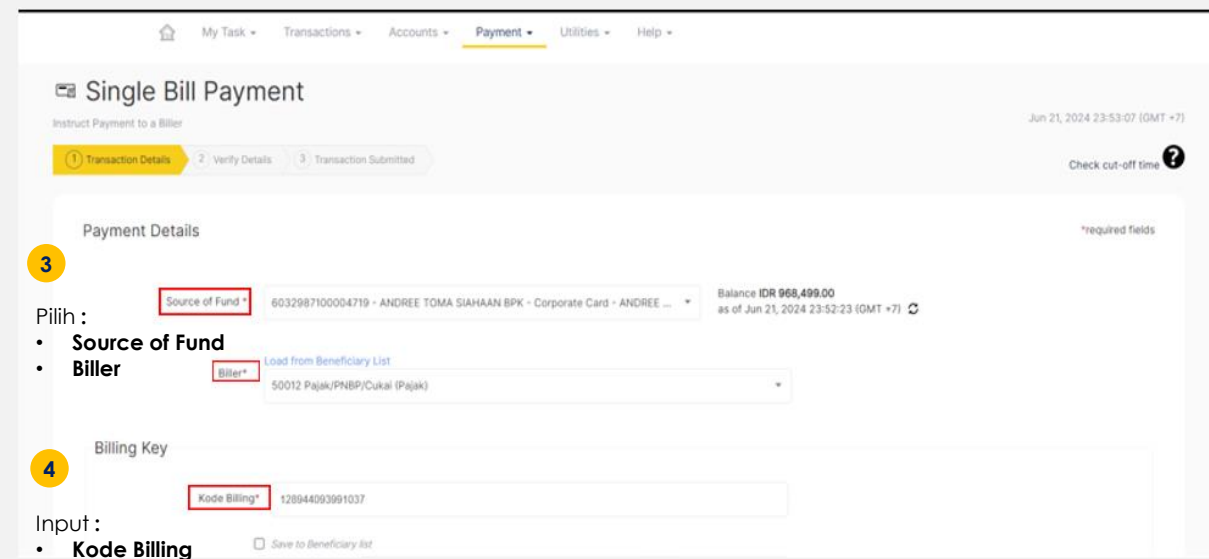 My Task Transactions Accounts Payment Utilities Help
Single Bill Payment
Instruct Payment to a Biller
Jun 21, 2024 23:53:07 (GMT +7)
1 Transaction Details 2 Verify Details 3 Transaction Submitted
Check cut-off time ?
Payment Details
*required fields
3
Source of Fund * 6032987100004719 - ANDREE TOMA SIAHAAN BPK - Corporate Card - ANDREE ...
Balance IDR 968,499.00
as of Jun 21, 2024 23:52:23 (GMT +7)
Pilih :
• Source of Fund
• Biller
Load from Beneficiary List
Biller* 50012 Pajak/PNBP/Cukai (Pajak)
Billing Key
4
Kode Billing* 128944093991037
Input :
• Kode Billing
Save to Beneficiary list